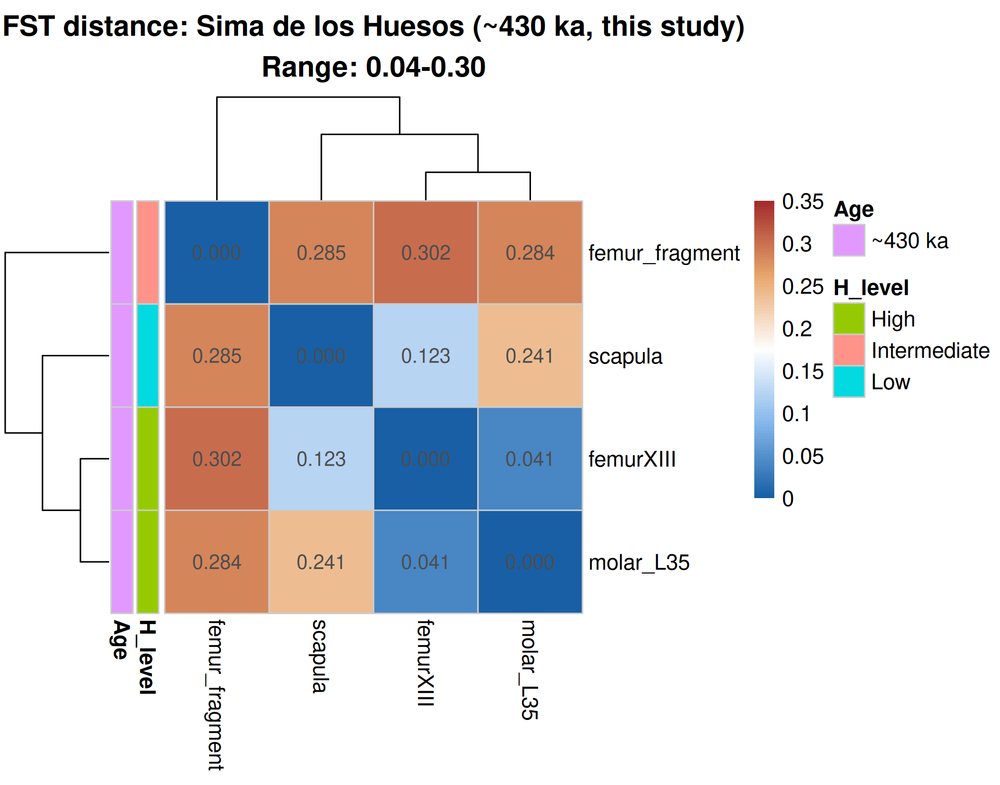 FST distance: Sima de los Huesos (~430 ka, this study)
Range: 0.04-0.30
0.000 0.285 0.302 0.284 femur_fragment
0.285 0.000 0.123 0.241 scapula
0.302 0.123 0.000 0.041 femurXIII
0.284 0.241 0.041 0.000 molar_L35
Age H_level femur_fragment scapula femurXIII molar_L35
0.35
0.3
0.25
0.2
0.15
0.1
0.05
0
Age
~430 ka
H_level
High
Intermediate
Low